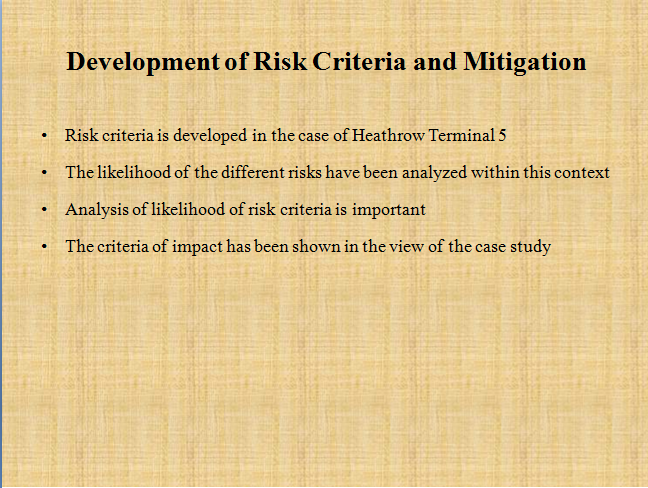 Development of Risk Criteria and Mitigation
• Risk criteria is developed in the case of Heathrow Terminal 5
• The likelihood of the different risks have been analyzed within this context
• Analysis of likelihood of risk criteria is important
• The criteria of impact has been shown in the view of the case study